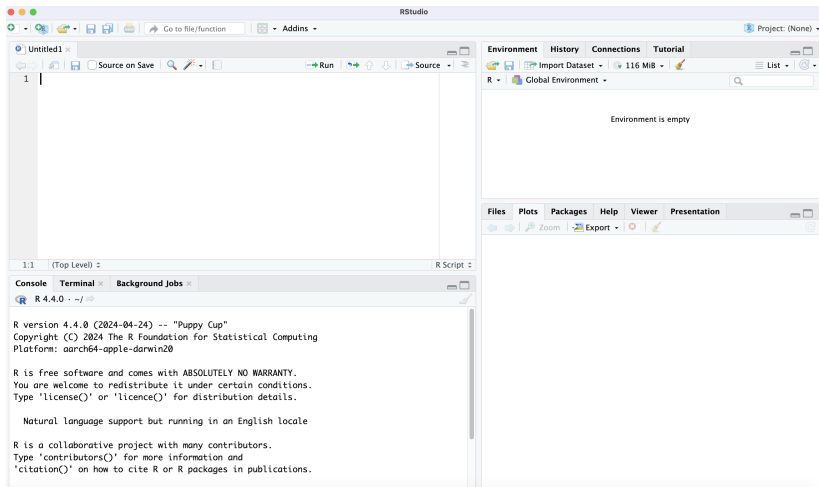 RStudio
Go to file/function
Addins
Project: (None)
Untitled1
Source on Save
Run
Source
1
1:1
(Top Level)
R Script
Console
Terminal
Background Jobs
R 4.4.0 · ~/
R version 4.4.0 (2024-04-24) -- "Puppy Cup"
Copyright (C) 2024 The R Foundation for Statistical Computing
Platform: aarch64-apple-darwin20
R is free software and comes with ABSOLUTELY NO WARRANTY.
You are welcome to redistribute it under certain conditions.
Type 'license()' or 'licence()' for distribution details.
Natural language support but running in an English locale
R is a collaborative project with many contributors.
Type 'contributors()' for more information and
'citation()' on how to cite R or R packages in publications.
Environment
History
Connections
Tutorial
Import Dataset
116 MiB
List
R
Global Environment
Environment is empty
Files
Plots
Packages
Help
Viewer
Presentation
Zoom
Export